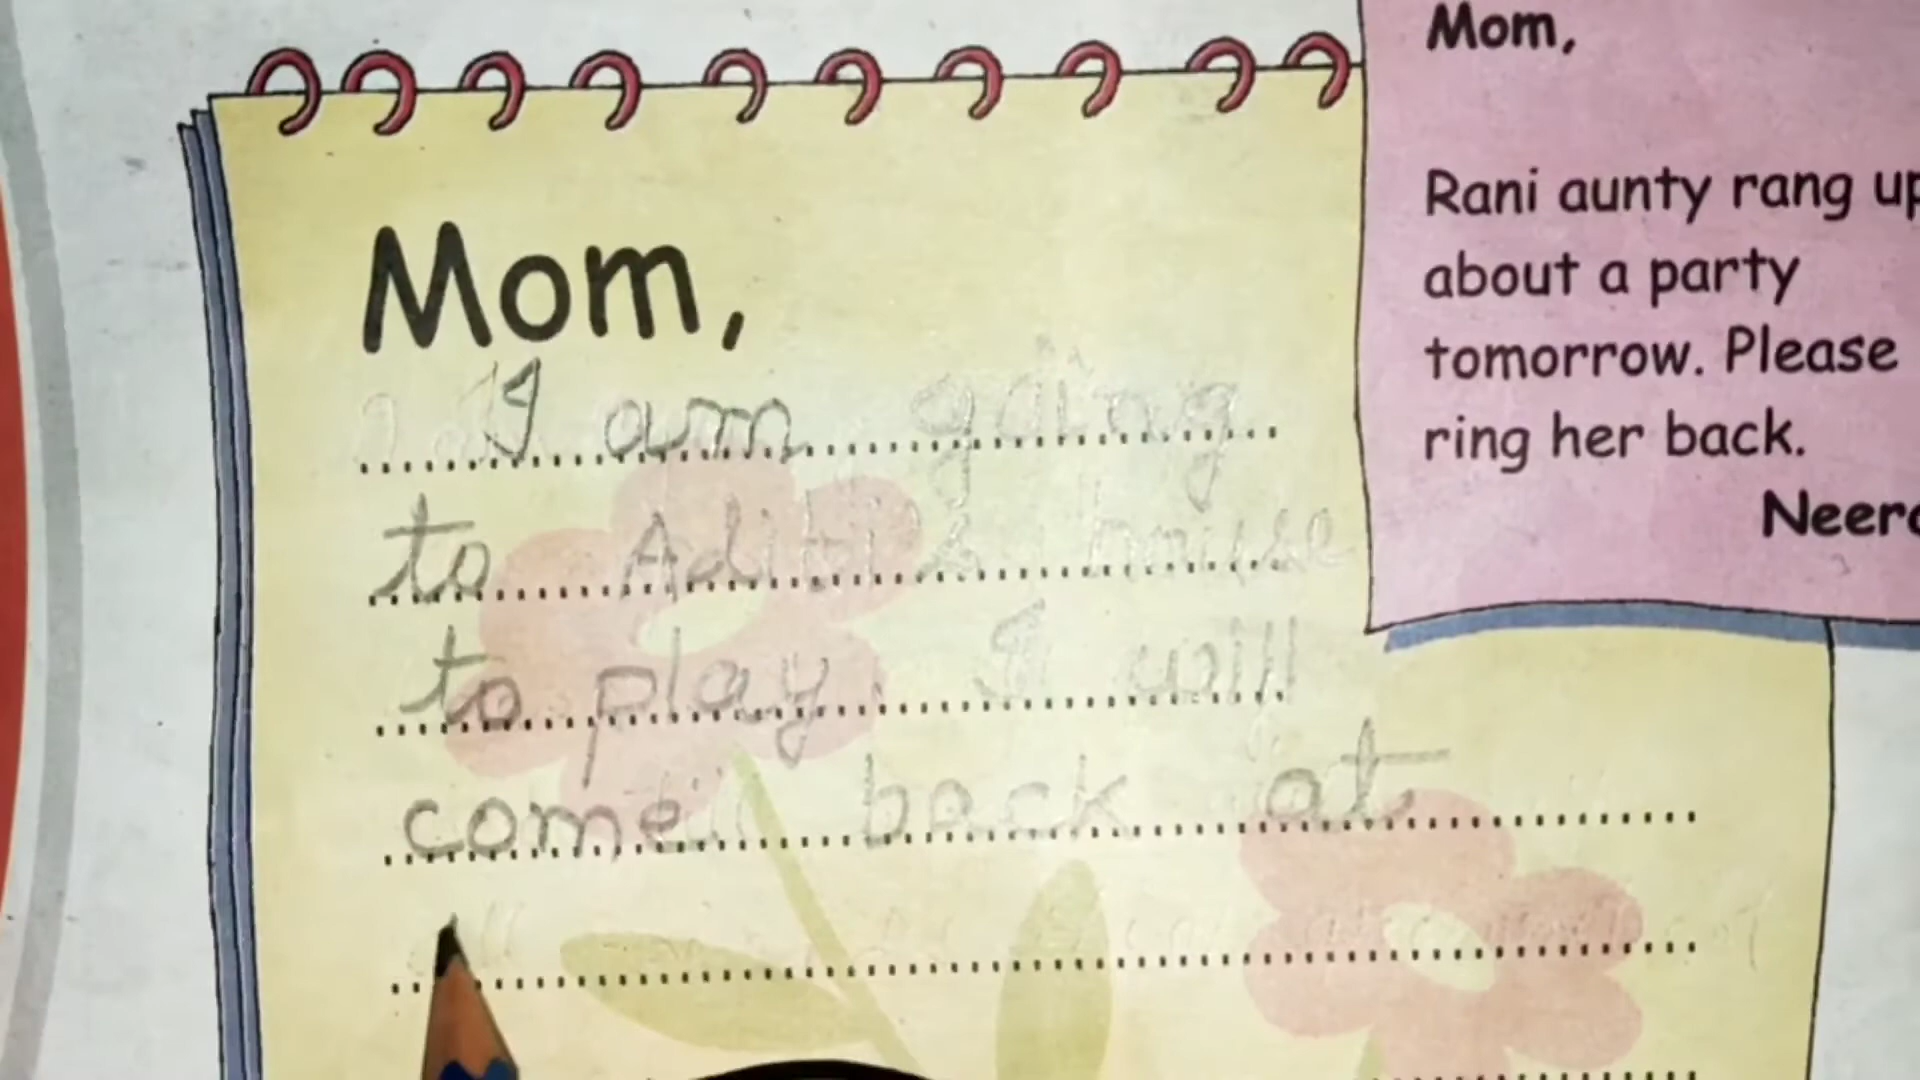 Mom,
I am going
to Aditi's house
to play. I will
come back at
Mom,
Rani aunty rang up
about a party
tomorrow. Please
ring her back.